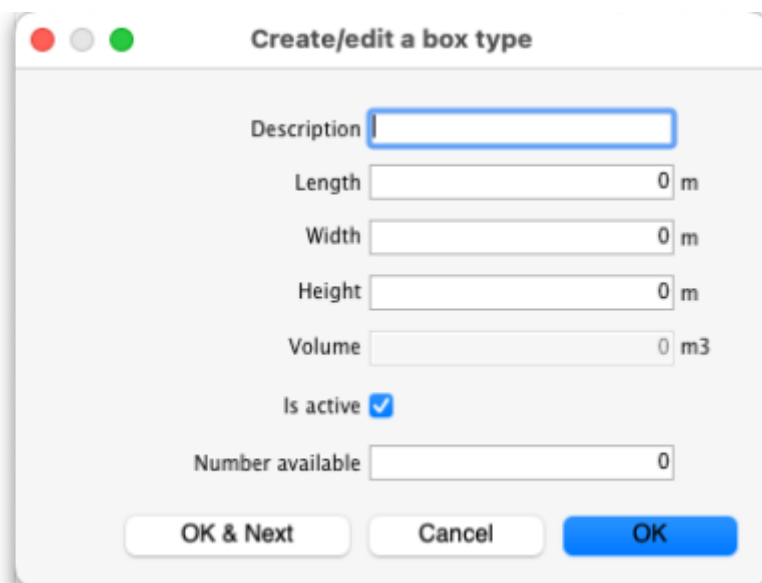 Create/edit a box type
Description
Length 0 m
Width 0 m
Height 0 m
Volume 0 m3
Is active
Number available 0
OK & Next Cancel OK